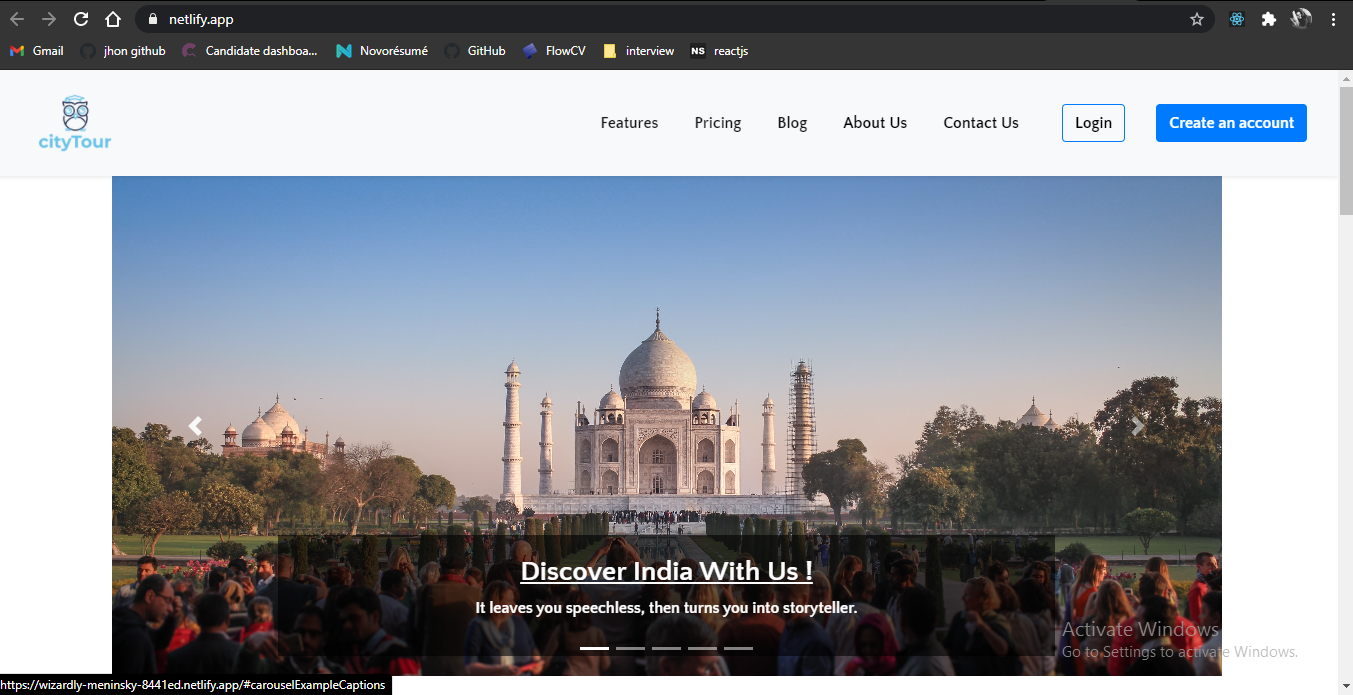 netlify.app
Gmail jhon github Candidate dashboa... Novorésumé GitHub FlowCV interview NS reactjs
cityTour
Features Pricing Blog About Us Contact Us Login Create an account
Discover India With Us !
It leaves you speechless, then turns you into storyteller.
Activate Windows
Go to Settings to activate Windows.
https://wizardly-meninsky-8441ed.netlify.app/#carouselExampleCaptions